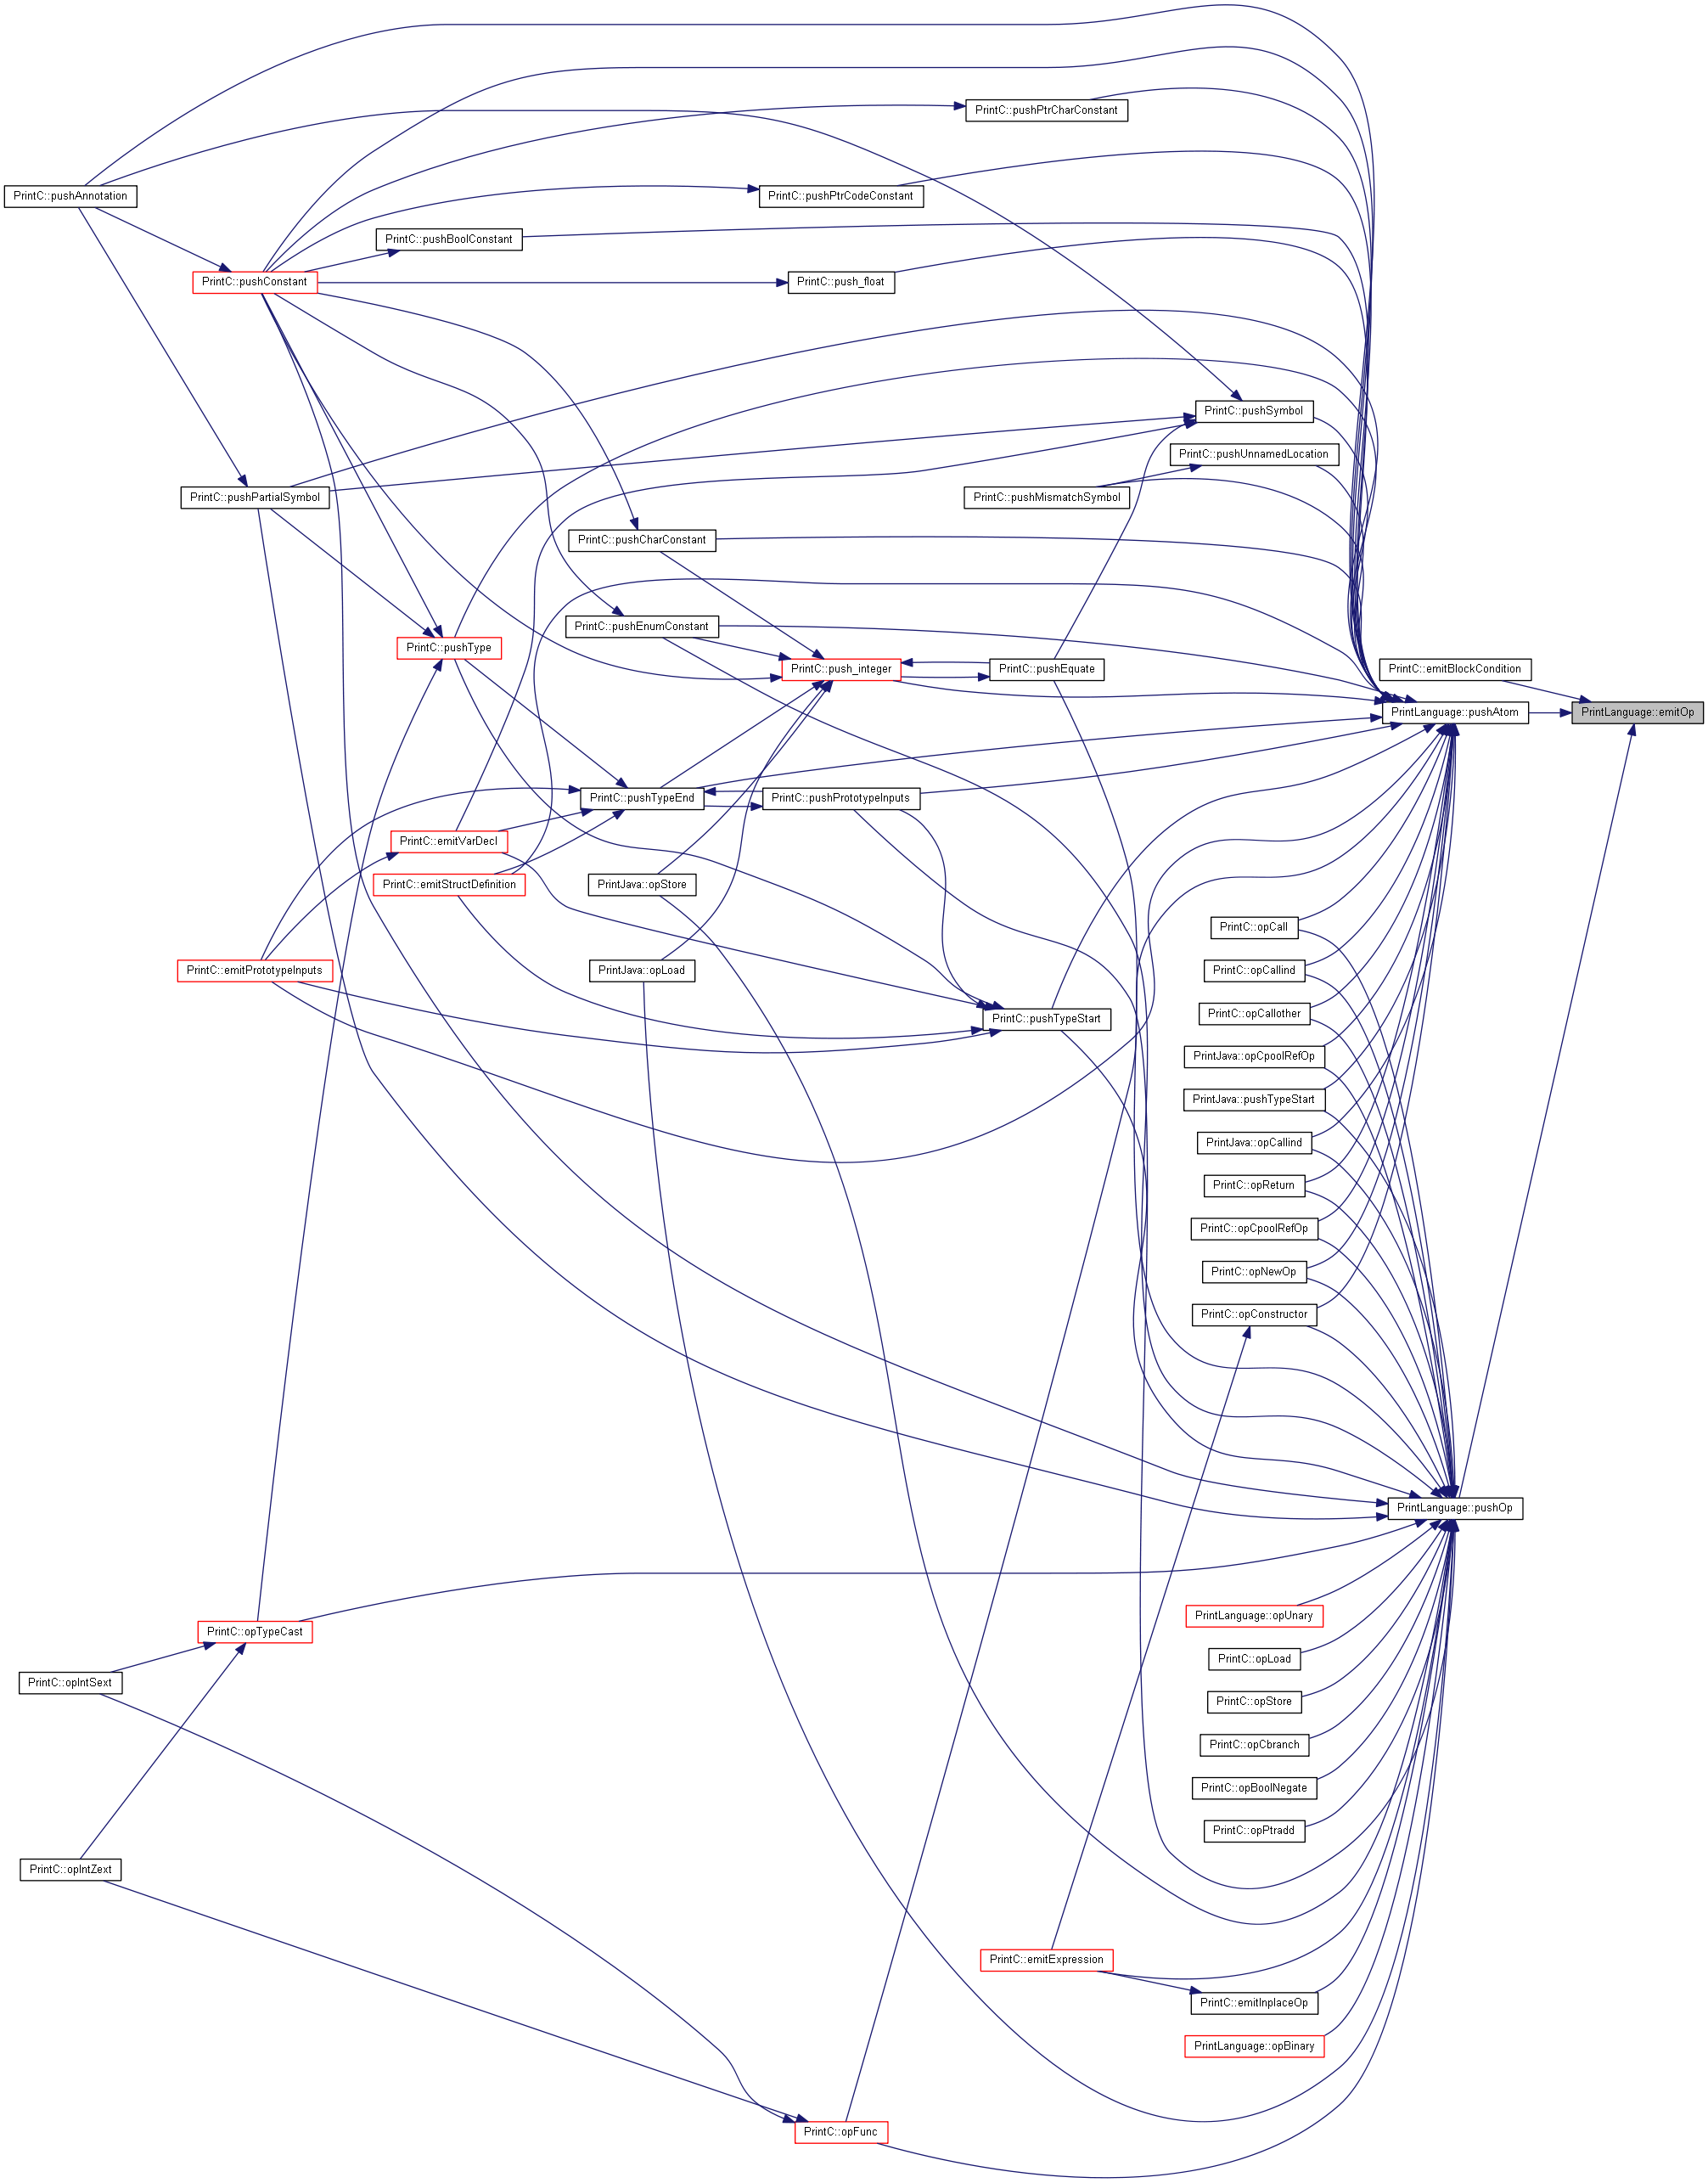 PrintC::pushPtrCharConstant
PrintC::pushAnnotation
PrintC::pushPtrCodeConstant
PrintC::pushBoolConstant
PrintC::pushConstant
PrintC::push_float
PrintC::pushSymbol
PrintC::pushUnnamedLocation
PrintC::pushPartialSymbol
PrintC::pushMismatchSymbol
PrintC::pushCharConstant
PrintC::pushEnumConstant
PrintC::pushType
PrintC::push_integer
PrintC::pushEquate
PrintC::emitBlockCondition
PrintLanguage::pushAtom
PrintLanguage::emitOp
PrintC::pushTypeEnd
PrintC::pushPrototypeInputs
PrintC::emitVarDecl
PrintC::emitStructDefinition
PrintJava::opStore
PrintC::opCall
PrintC::emitPrototypeInputs
PrintJava::opLoad
PrintC::opCallind
PrintC::pushTypeStart
PrintC::opCallother
PrintJava::opCpoolRefOp
PrintJava::pushTypeStart
PrintJava::opCallind
PrintC::opReturn
PrintC::opCpoolRefOp
PrintC::opNewOp
PrintC::opConstructor
PrintLanguage::pushOp
PrintLanguage::opUnary
PrintC::opTypeCast
PrintC::opLoad
PrintC::opIntSext
PrintC::opStore
PrintC::opCbranch
PrintC::opBoolNegate
PrintC::opPtradd
PrintC::opIntZext
PrintC::emitExpression
PrintC::emitInplaceOp
PrintLanguage::opBinary
PrintC::opFunc